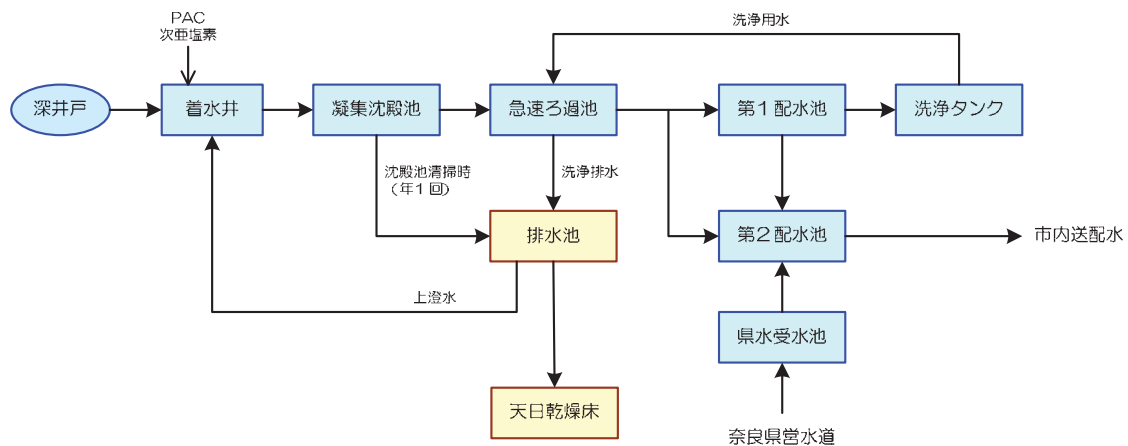 PAC
次亜塩素
洗浄用水
深井戸
着水井
凝集沈殿池
急速ろ過池
第1配水池
洗浄タンク
沈殿池清掃時
（年1回）
洗浄排水
排水池
第2配水池
市内送配水
上澄水
県水受水池
天日乾燥床
奈良県営水道